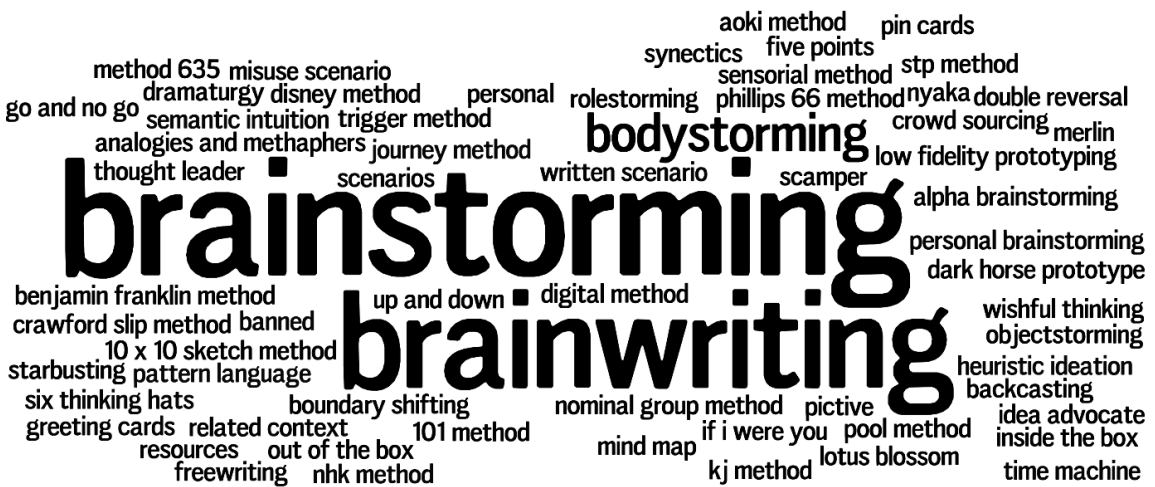 aoki method pin cards
synectics five points
method 635 misuse scenario sensorial method stp method
go and no go dramaturgy disney method personal rolestorming phillips 66 method nyaka double reversal
semantic intuition trigger method bodystorming crowd sourcing merlin
analogies and methaphers journey method low fidelity prototyping
thought leader scenarios written scenario scamper
brainstorming alpha brainstorming
personal brainstorming
dark horse prototype
benjamin franklin method up and down digital method wishful thinking
crawford slip method banned objectstorming
10 x 10 sketch method brainwriting
starbusting pattern language heuristic ideation
six thinking hats boundary shifting nominal group method pictive backcasting
greeting cards related context 101 method if i were you pool method idea advocate
resources out of the box mind map inside the box
freewriting nhk method kj method lotus blossom time machine